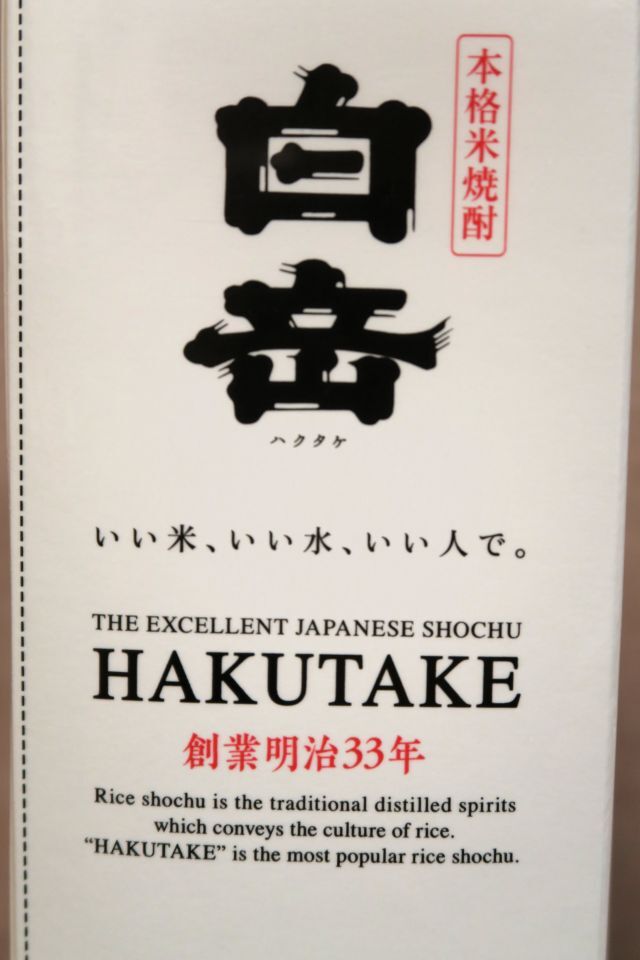 白岳
ハクタケ
本格米焼酎
いい米、いい水、いい人で。
THE EXCELLENT JAPANESE SHOCHU
HAKUTAKE
創業明治33年
Rice shochu is the traditional distilled spirits
which conveys the culture of rice.
“HAKUTAKE” is the most popular rice shochu.